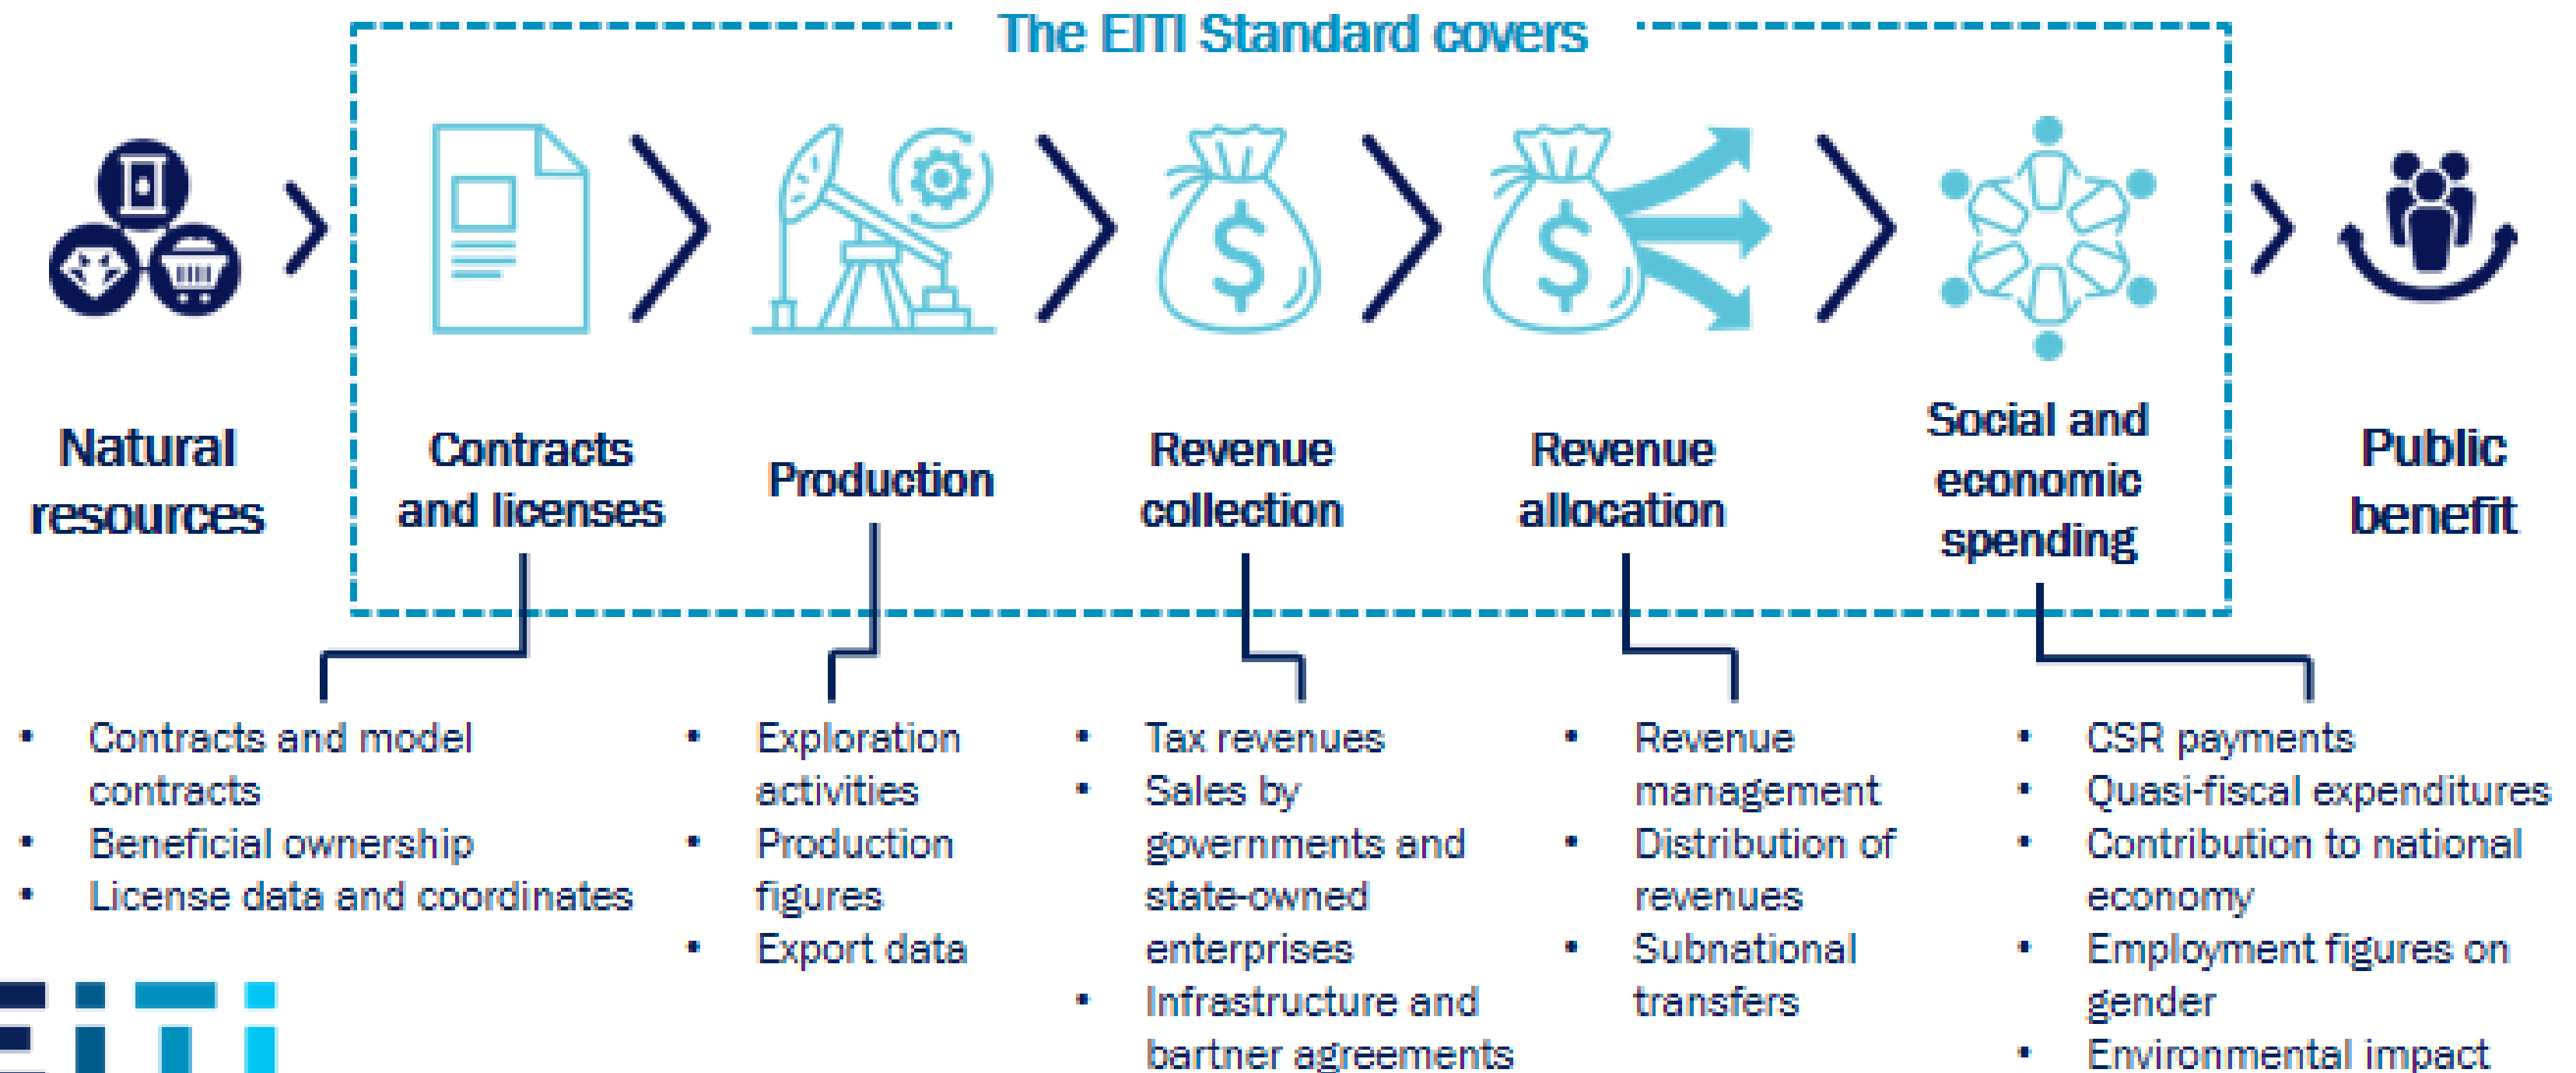 The EITI Standard covers
Natural
resources
Contracts
and licenses
Production
Revenue
collection
Revenue
allocation
Social and
economic
spending
Public
benefit
• Contracts and model
contracts
• Beneficial ownership
• License data and coordinates
• Exploration
activities
• Production
figures
• Export data
• Tax revenues
• Sales by
governments and
state-owned
enterprises
• Infrastructure and
bartner agreements
• Revenue
management
• Distribution of
revenues
• Subnational
transfers
• CSR payments
• Quasi-fiscal expenditures
• Contribution to national
economy
• Employment figures on
gender
• Environmental impact
EITI